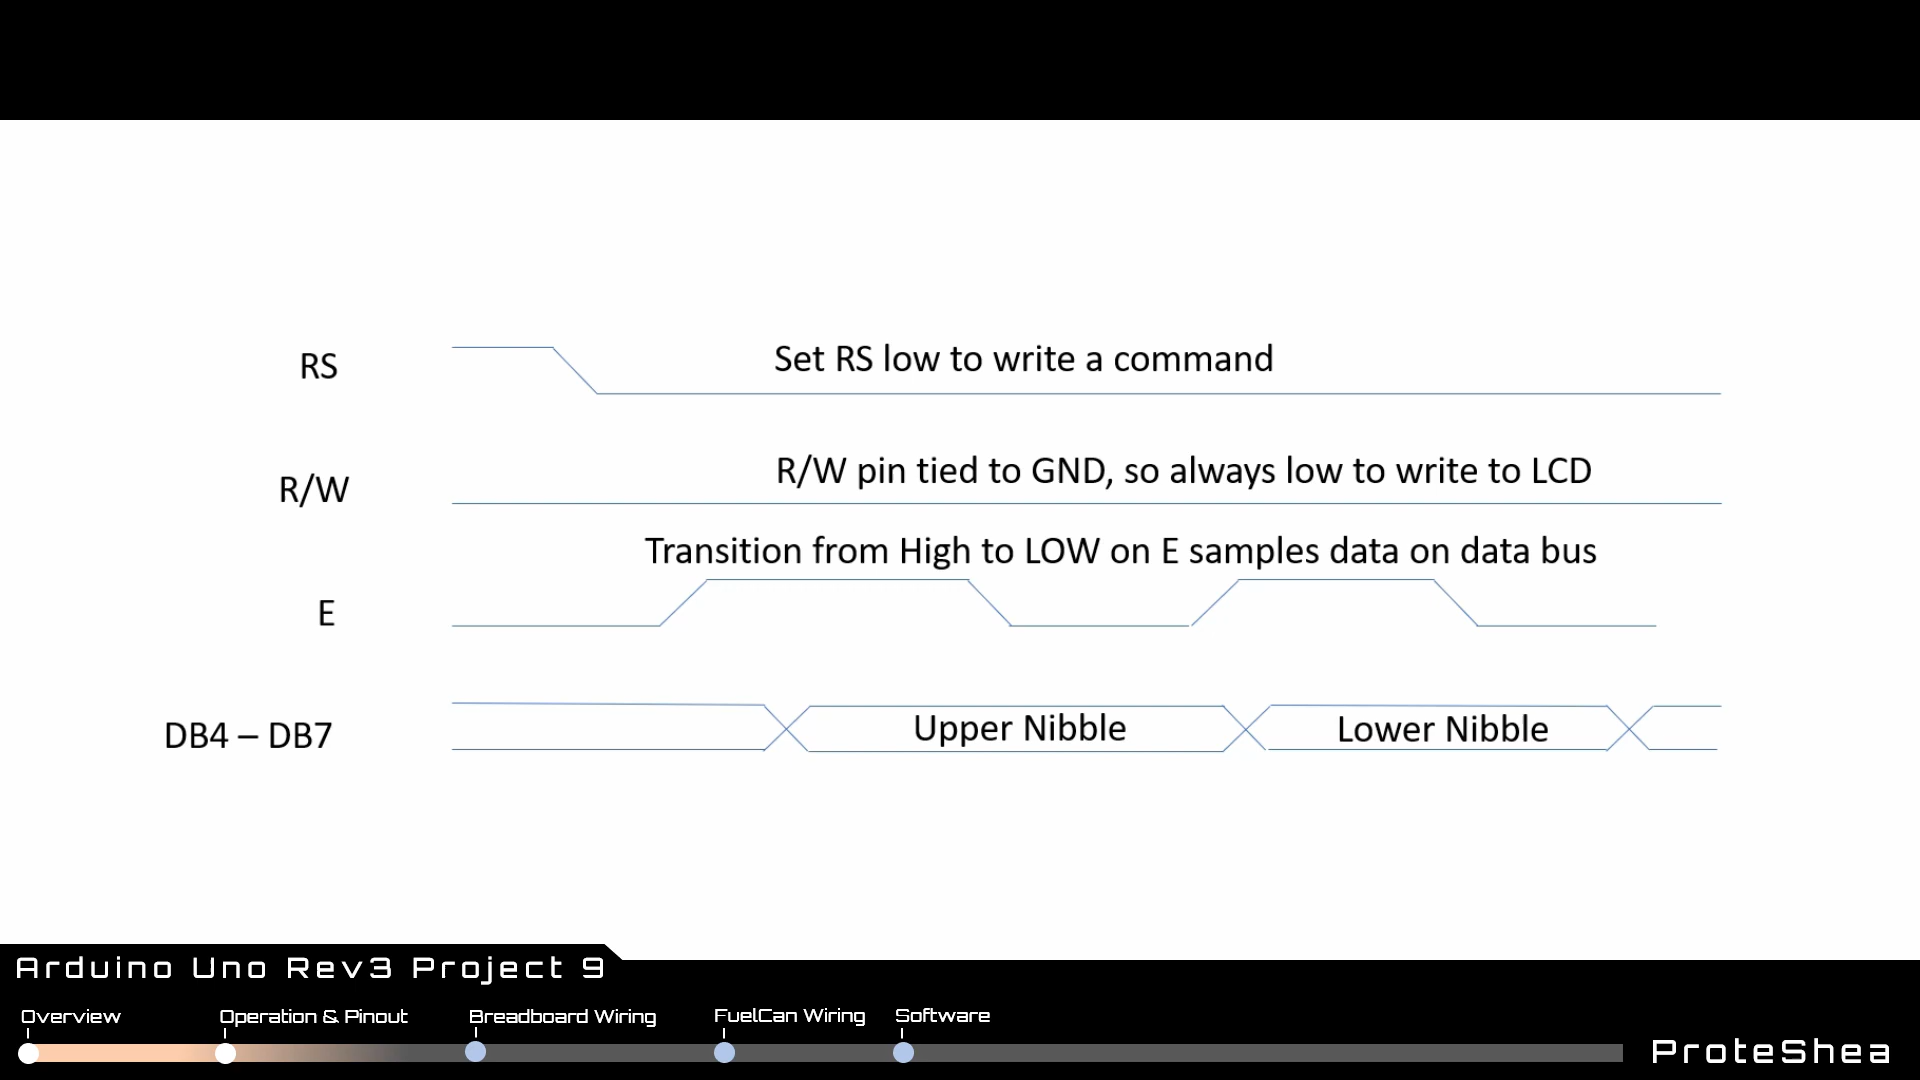 RS
Set RS low to write a command
R/W
R/W pin tied to GND, so always low to write to LCD
Transition from High to LOW on E samples data on data bus
E
DB4 – DB7
Upper Nibble
Lower Nibble
Arduino Uno Rev3 Project 9
Overview
Operation & Pinout
Breadboard Wiring
FuelCan Wiring
Software
ProteShea